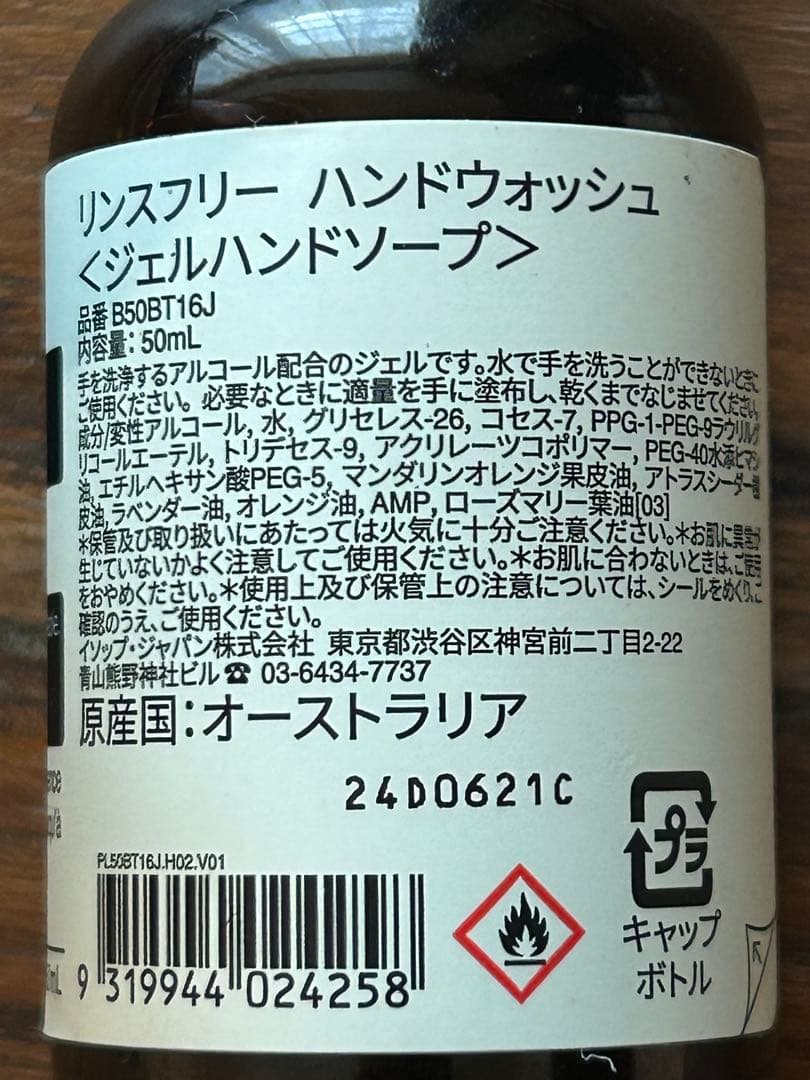 リンスフリー ハンドウォッシュ
<ジェルハンドソープ>
品番 B50BT16J
内容量: 50mL
手を洗浄するアルコール配合のジェルです。水で手を洗うことができないときに
ご使用ください。必要なときに適量を手に塗布し、乾くまでなじませてください。
成分/変性アルコール, 水, グリセレス-26, コセス-7, PPG-1-PEG-9ラウリルグ
リコールエーテル, トリデセス-9, アクリレーツコポリマー, PEG-40水添ヒマシ
油, エチルヘキサン酸PEG-5, マンダリンオレンジ果皮油, アトラスシーダー樹
皮油, ラベンダー油, オレンジ油, AMP, ローズマリー葉油[03]
*保管及び取り扱いにあたっては火気に十分ご注意ください。*お肌に異常が
生じていないかよく注意してご使用ください。*お肌に合わないときは、ご使用
をおやめください。*使用上及び保管上の注意については、シールをめくり、ご
確認のうえ、ご使用ください。
イソップ・ジャパン株式会社 東京都渋谷区神宮前二丁目2-22
青山熊野神社ビル ☎ 03-6434-7737
原産国:オーストラリア
24D0621C
PL50BT16J.H02.V01
9 319944 024258
プラ
キャップ
ボトル